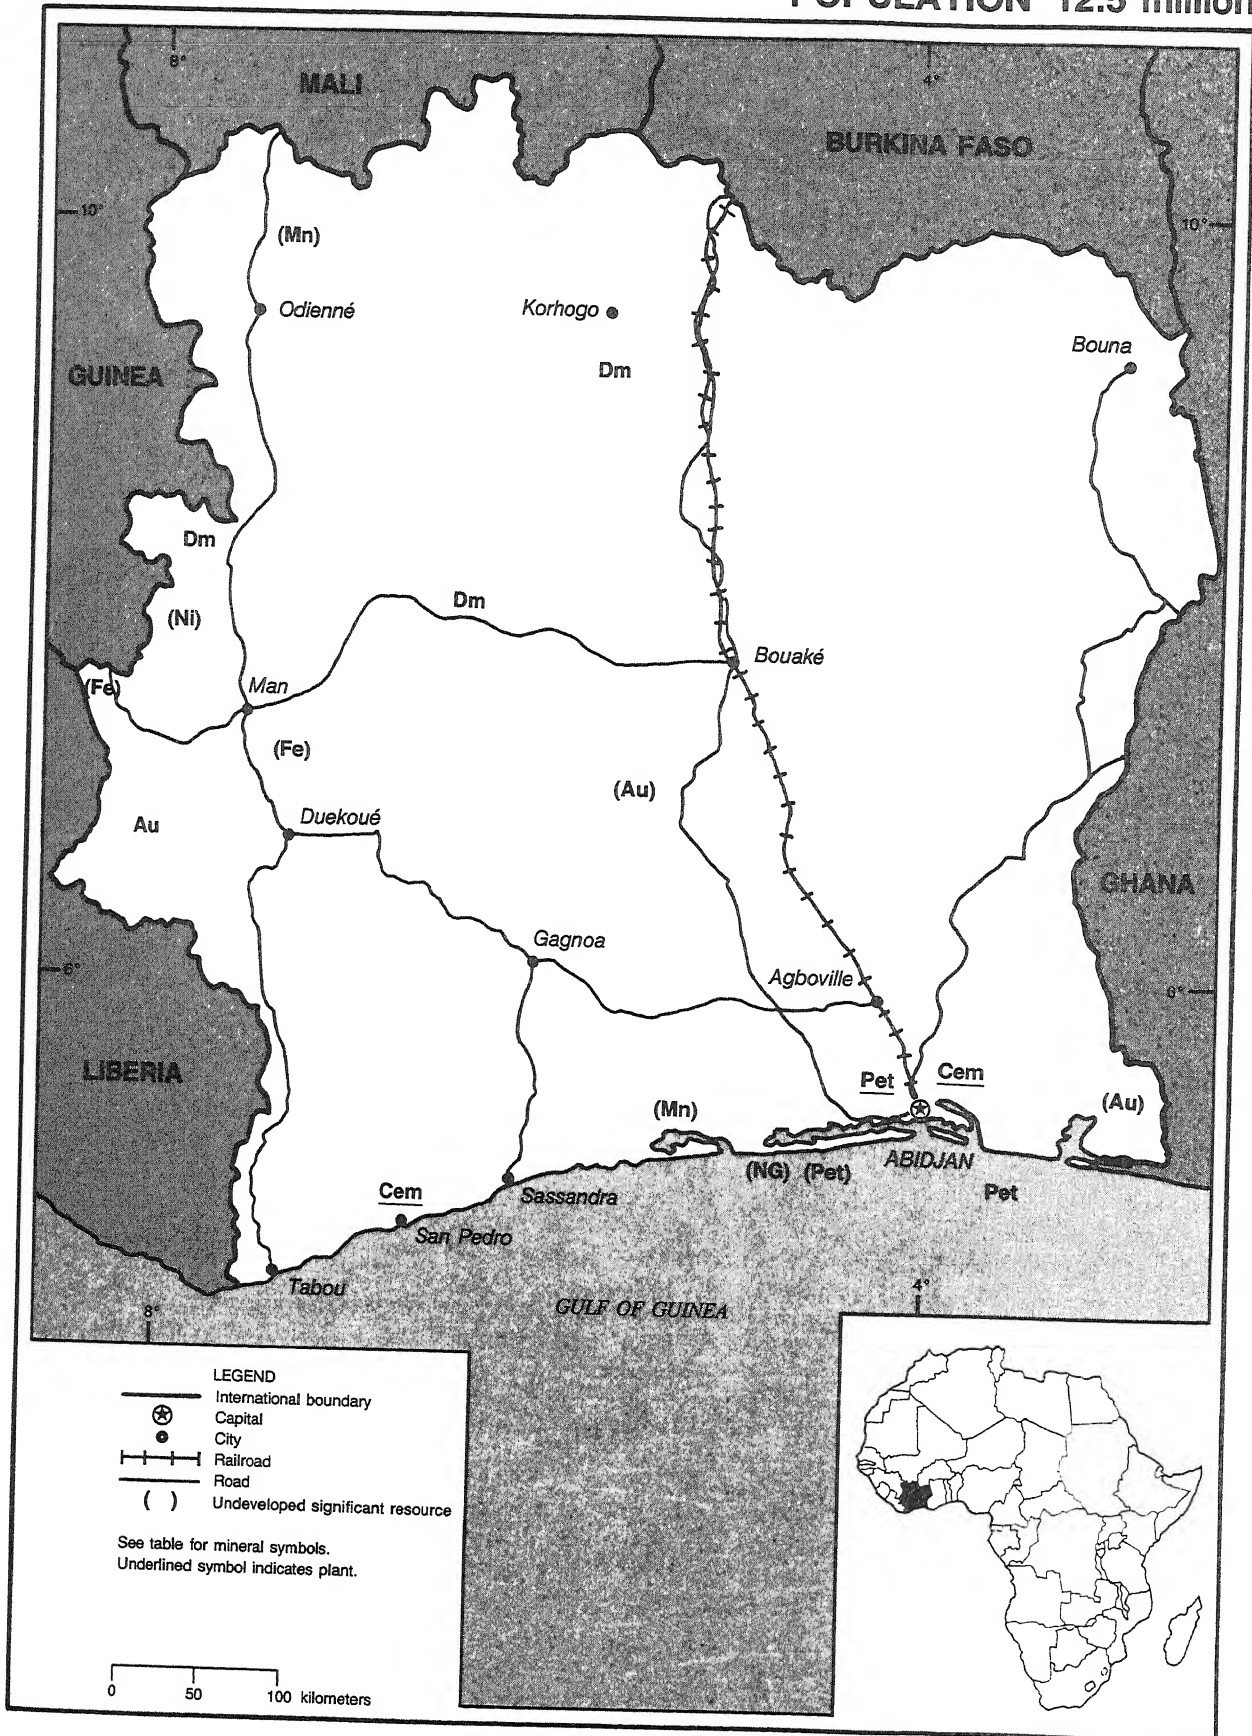 POPULATION 12.5 million
8°
4°
MALI
BURKINA FASO
10°
10°
(Mn)
Odienné
Korhogo
Bouna
GUINEA
Dm
Dm
(Ni)
Dm
Bouaké
(Fe)
Man
(Fe)
(Au)
Au
Duekoué
GHANA
Gagnoa
6°
Agboville
6°
LIBERIA
Pet
Cem
(Mn)
(Au)
ABIDJAN
(NG) (Pet)
Pet
Cem
Sassandra
San Pedro
Tabou
GULF OF GUINEA
4°
8°
LEGEND
International boundary
Capital
City
Railroad
Road
( ) Undeveloped significant resource
See table for mineral symbols.
Underlined symbol indicates plant.
0 50 100 kilometers